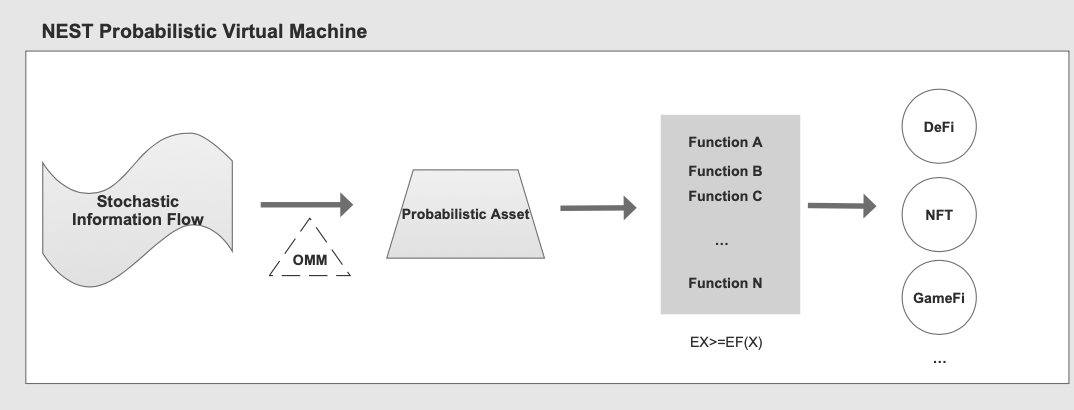 NEST Probabilistic Virtual Machine
Stochastic
Information Flow
OMM
Probabilistic Asset
Function A
Function B
Function C
...
Function N
EX>=EF(X)
DeFi
NFT
GameFi
...